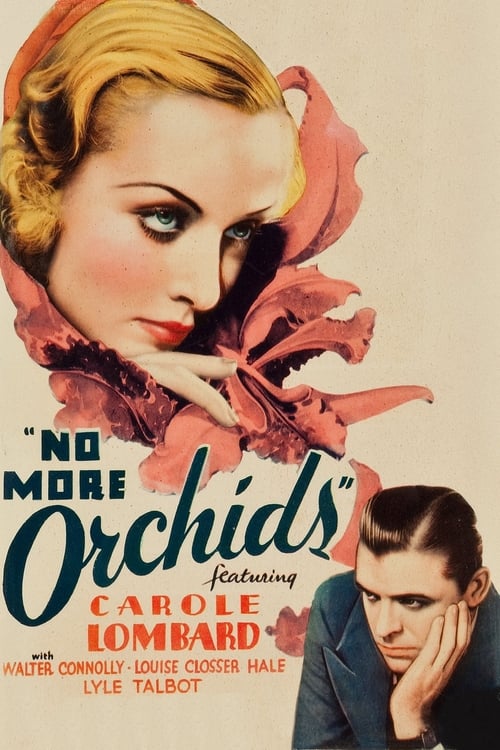 "NO
MORE
Orchids"
featuring
CAROLE
LOMBARD
with
WALTER CONNOLLY · LOUISE CLOSSER HALE
LYLE TALBOT